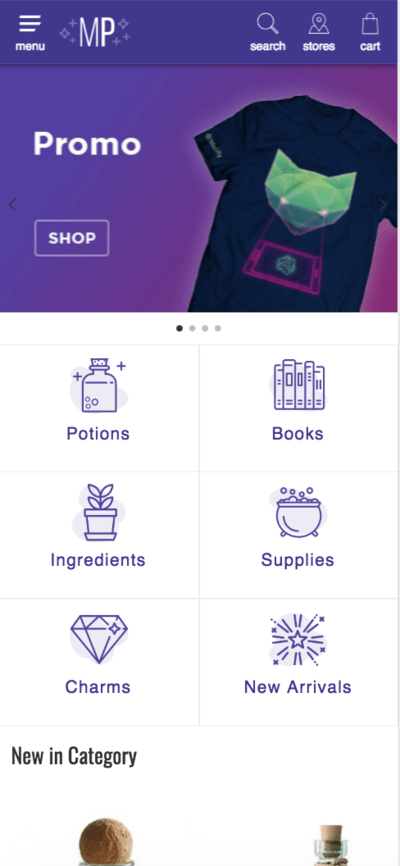 menu
MP
search
stores
cart
Promo
SHOP
Potions
Books
Ingredients
Supplies
Charms
New Arrivals
New in Category